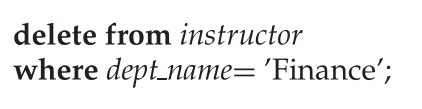 delete from instructor
where dept_name= 'Finance';